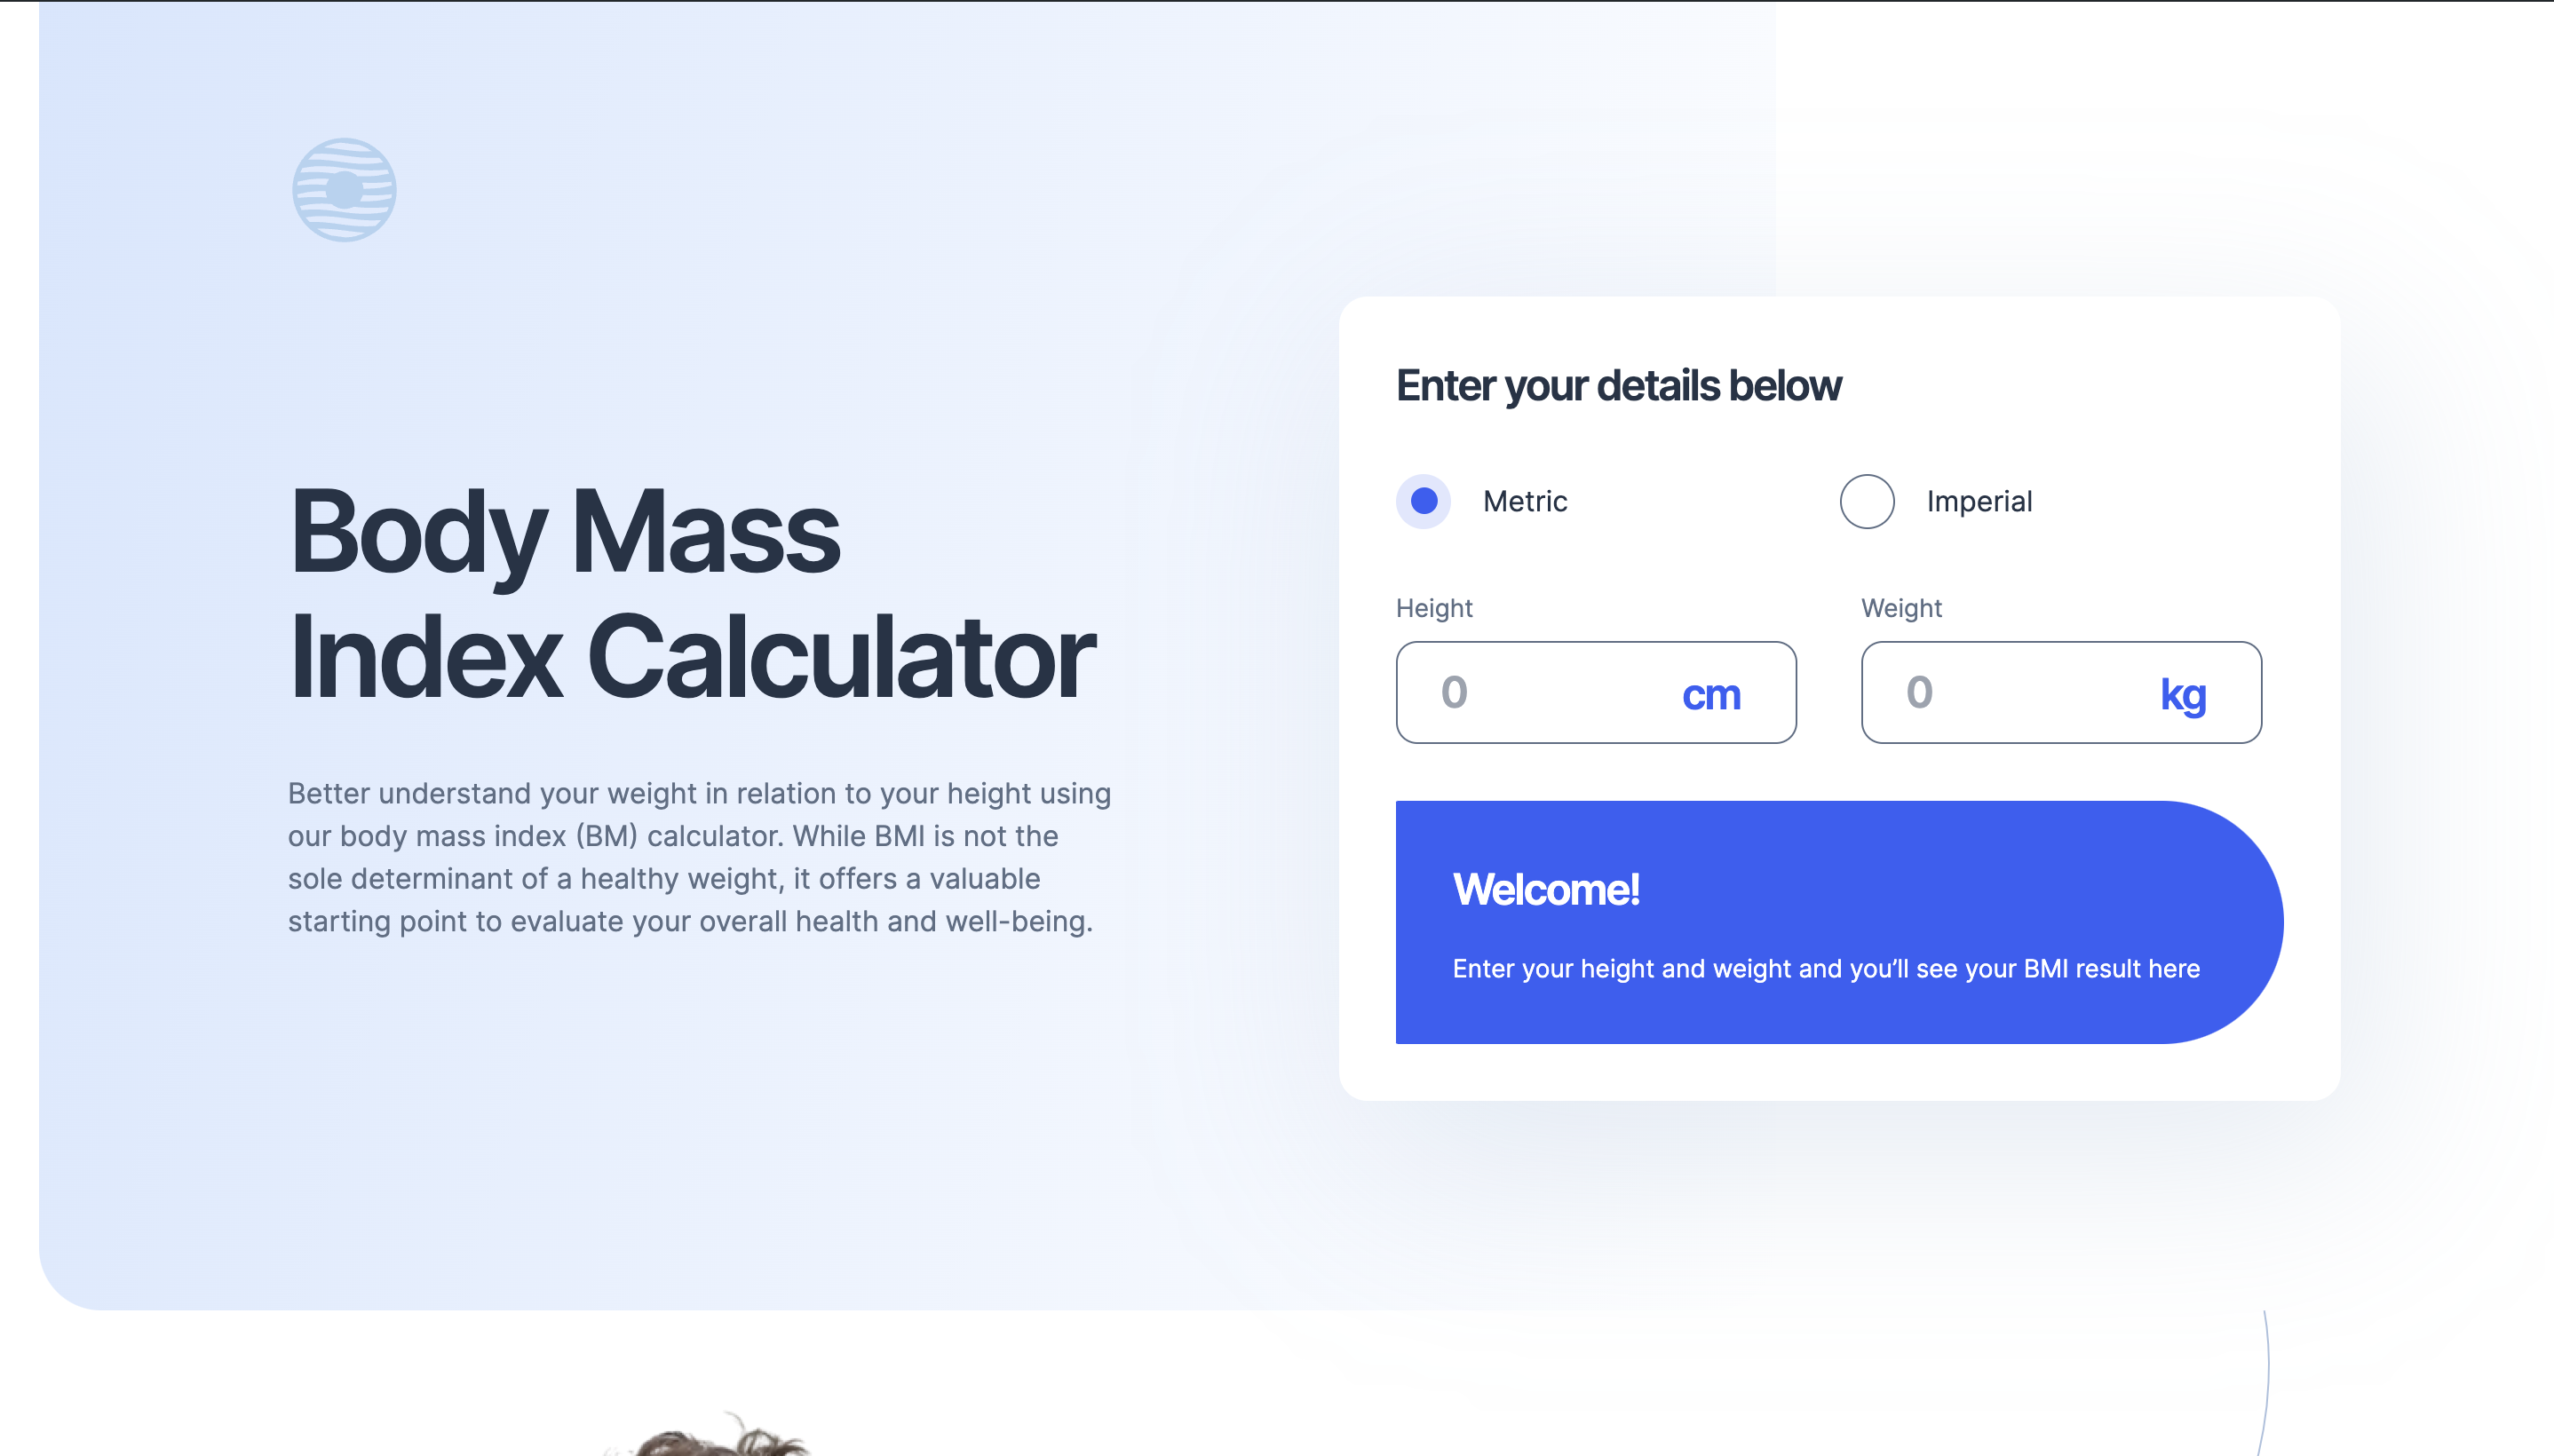 Body Mass
Index Calculator
Better understand your weight in relation to your height using
our body mass index (BM) calculator. While BMI is not the
sole determinant of a healthy weight, it offers a valuable
starting point to evaluate your overall health and well-being.
Enter your details below
Metric Imperial
Height Weight
0 cm 0 kg
Welcome!
Enter your height and weight and you’ll see your BMI result here